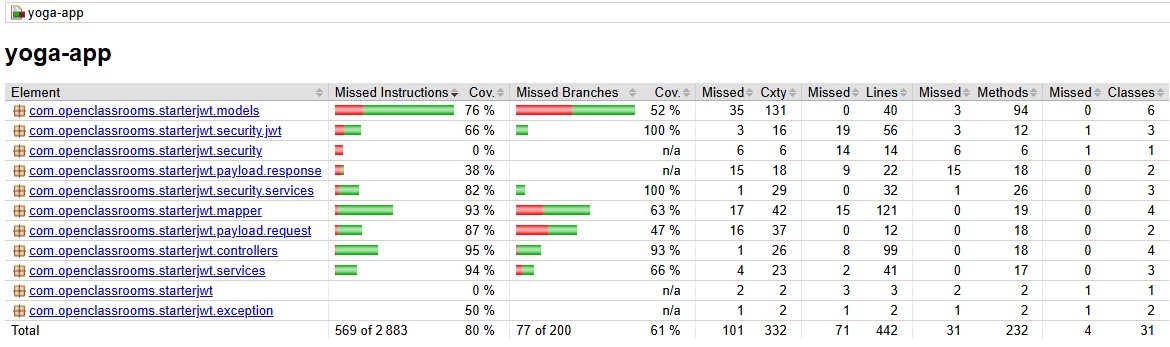 yoga-app
yoga-app
Element Missed Instructions Cov. Missed Branches Cov. Missed Cxty Missed Lines Missed Methods Missed Classes
com.openclassrooms.starterjwt.models 76 % 52 % 35 131 0 40 3 94 0 6
com.openclassrooms.starterjwt.security.jwt 66 % 100 % 3 16 19 56 3 12 1 3
com.openclassrooms.starterjwt.security 0 % n/a 6 6 14 14 6 6 1 1
com.openclassrooms.starterjwt.payload.response 38 % n/a 15 18 9 22 15 18 0 2
com.openclassrooms.starterjwt.security.services 82 % 100 % 1 29 0 32 1 26 0 3
com.openclassrooms.starterjwt.mapper 93 % 63 % 17 42 15 121 0 19 0 4
com.openclassrooms.starterjwt.payload.request 87 % 47 % 16 37 0 12 0 18 0 2
com.openclassrooms.starterjwt.controllers 95 % 93 % 1 26 8 99 0 18 0 4
com.openclassrooms.starterjwt.services 94 % 66 % 4 23 2 41 0 17 0 3
com.openclassrooms.starterjwt 0 % n/a 2 2 3 3 2 2 1 1
com.openclassrooms.starterjwt.exception 50 % n/a 1 2 1 2 1 2 1 2
Total 569 of 2 883 80 % 77 of 200 61 % 101 332 71 442 31 232 4 31